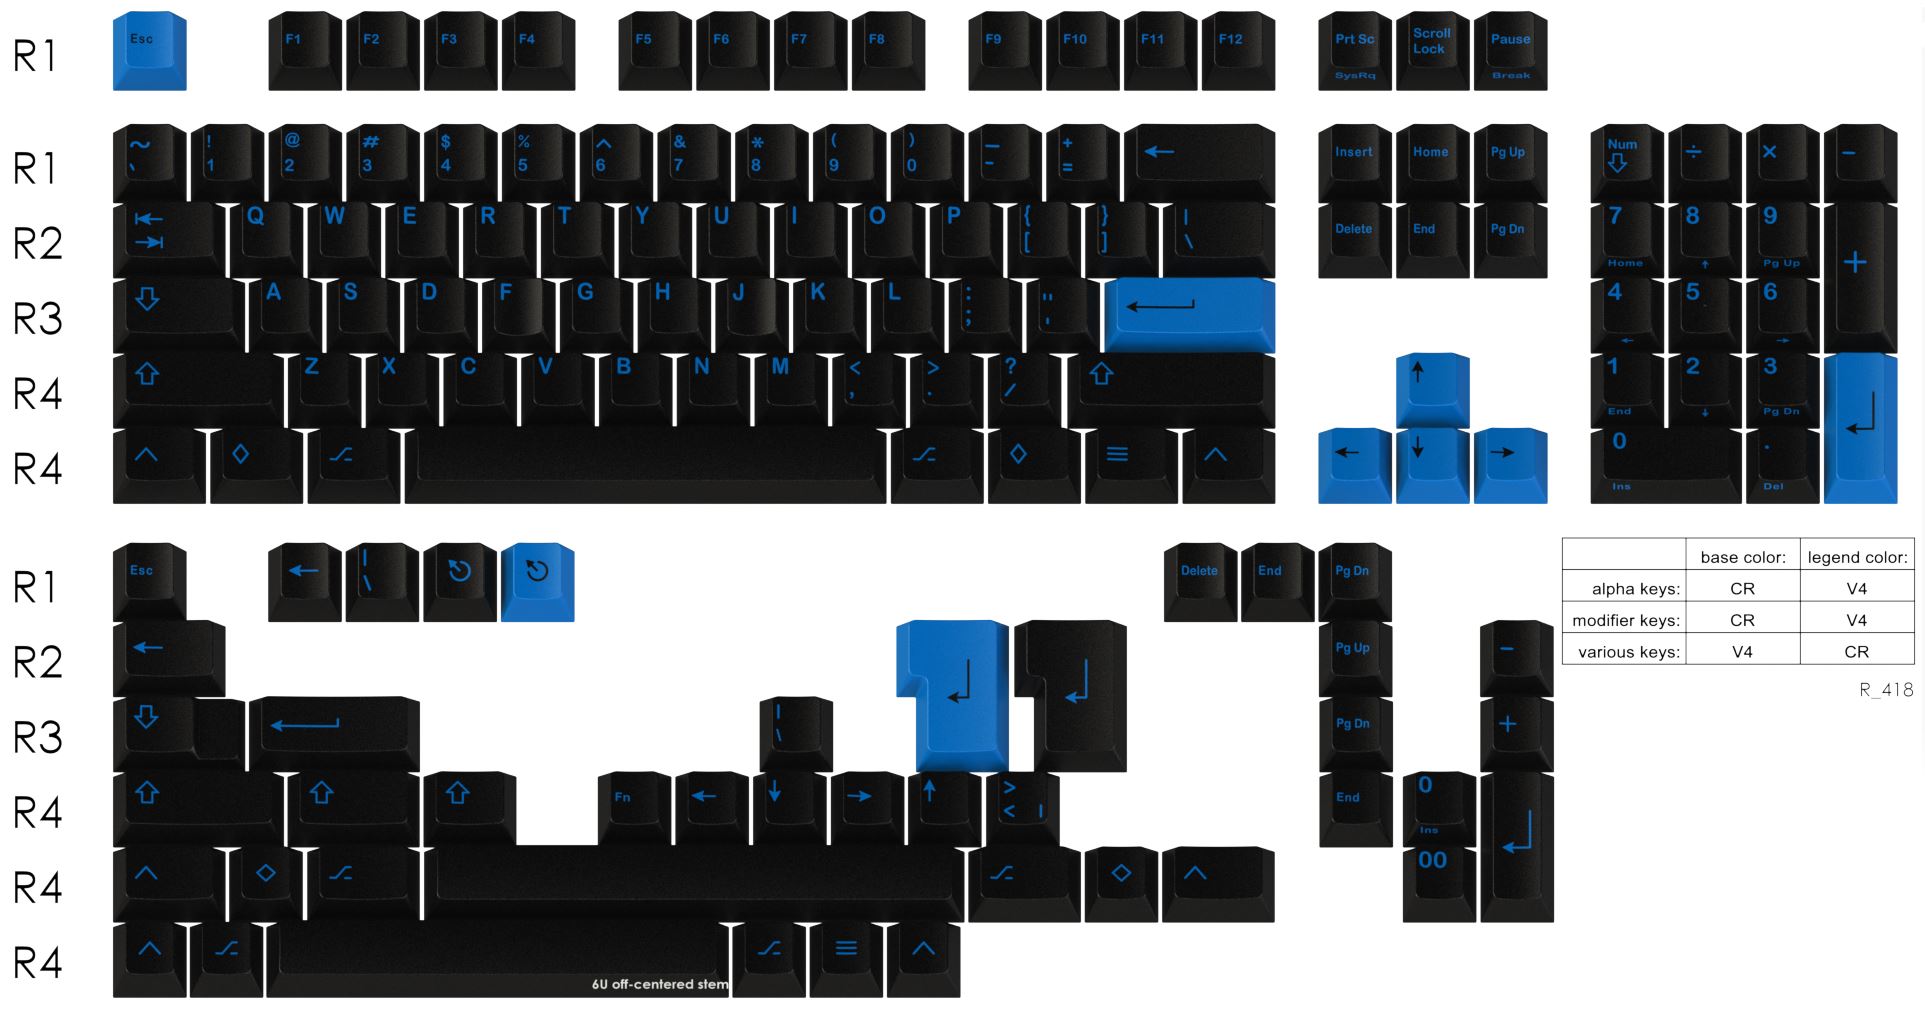 R1 Esc F1 F2 F3 F4 F5 F6 F7 F8 F9 F10 F11 F12 Prt Sc Scroll Pause
Lock
SysRq Break
~ ! @ # $ % ^ & * ( ) — + Num
R1 ` 1 2 3 4 5 6 7 8 9 0 - = ← Insert Home Pg Up ⇩ ÷ × −
R2 Q W E R T Y U I O P { } | 7 8 9
[ ] \ Delete End Pg Dn +
Home ↑ Pg Up
R3 ⇩ A S D F G H J K L : " 4 5 6
; ' ←
← →
R4 ⇧ Z X C V B N M < > ? ⇧ ↑ 1 2 3
, . /
End ↓ Pg Dn
R4 ^ ◇ ⌥ ⌥ ◇ ≡ ^ ← ↓ → 0 . ↵
Ins Del
R1 Esc ← | ⎋ ⎋ Delete End Pg Dn
\
base color: legend color:
alpha keys: CR V4
modifier keys: CR V4
various keys: V4 CR
R_418
R2 ← ↵ ↵ Pg Up −
R3 ⇩ ← | Pg Dn +
\
R4 ⇧ ⇧ ⇧ Fn ← ↓ → ↑ > End 0
< |
Ins
R4 ^ ◇ ⌥ ⌥ ◇ ^ 00 ↵
R4 ^ ⌥ ⌥ ≡ ^
6U off-centered stem